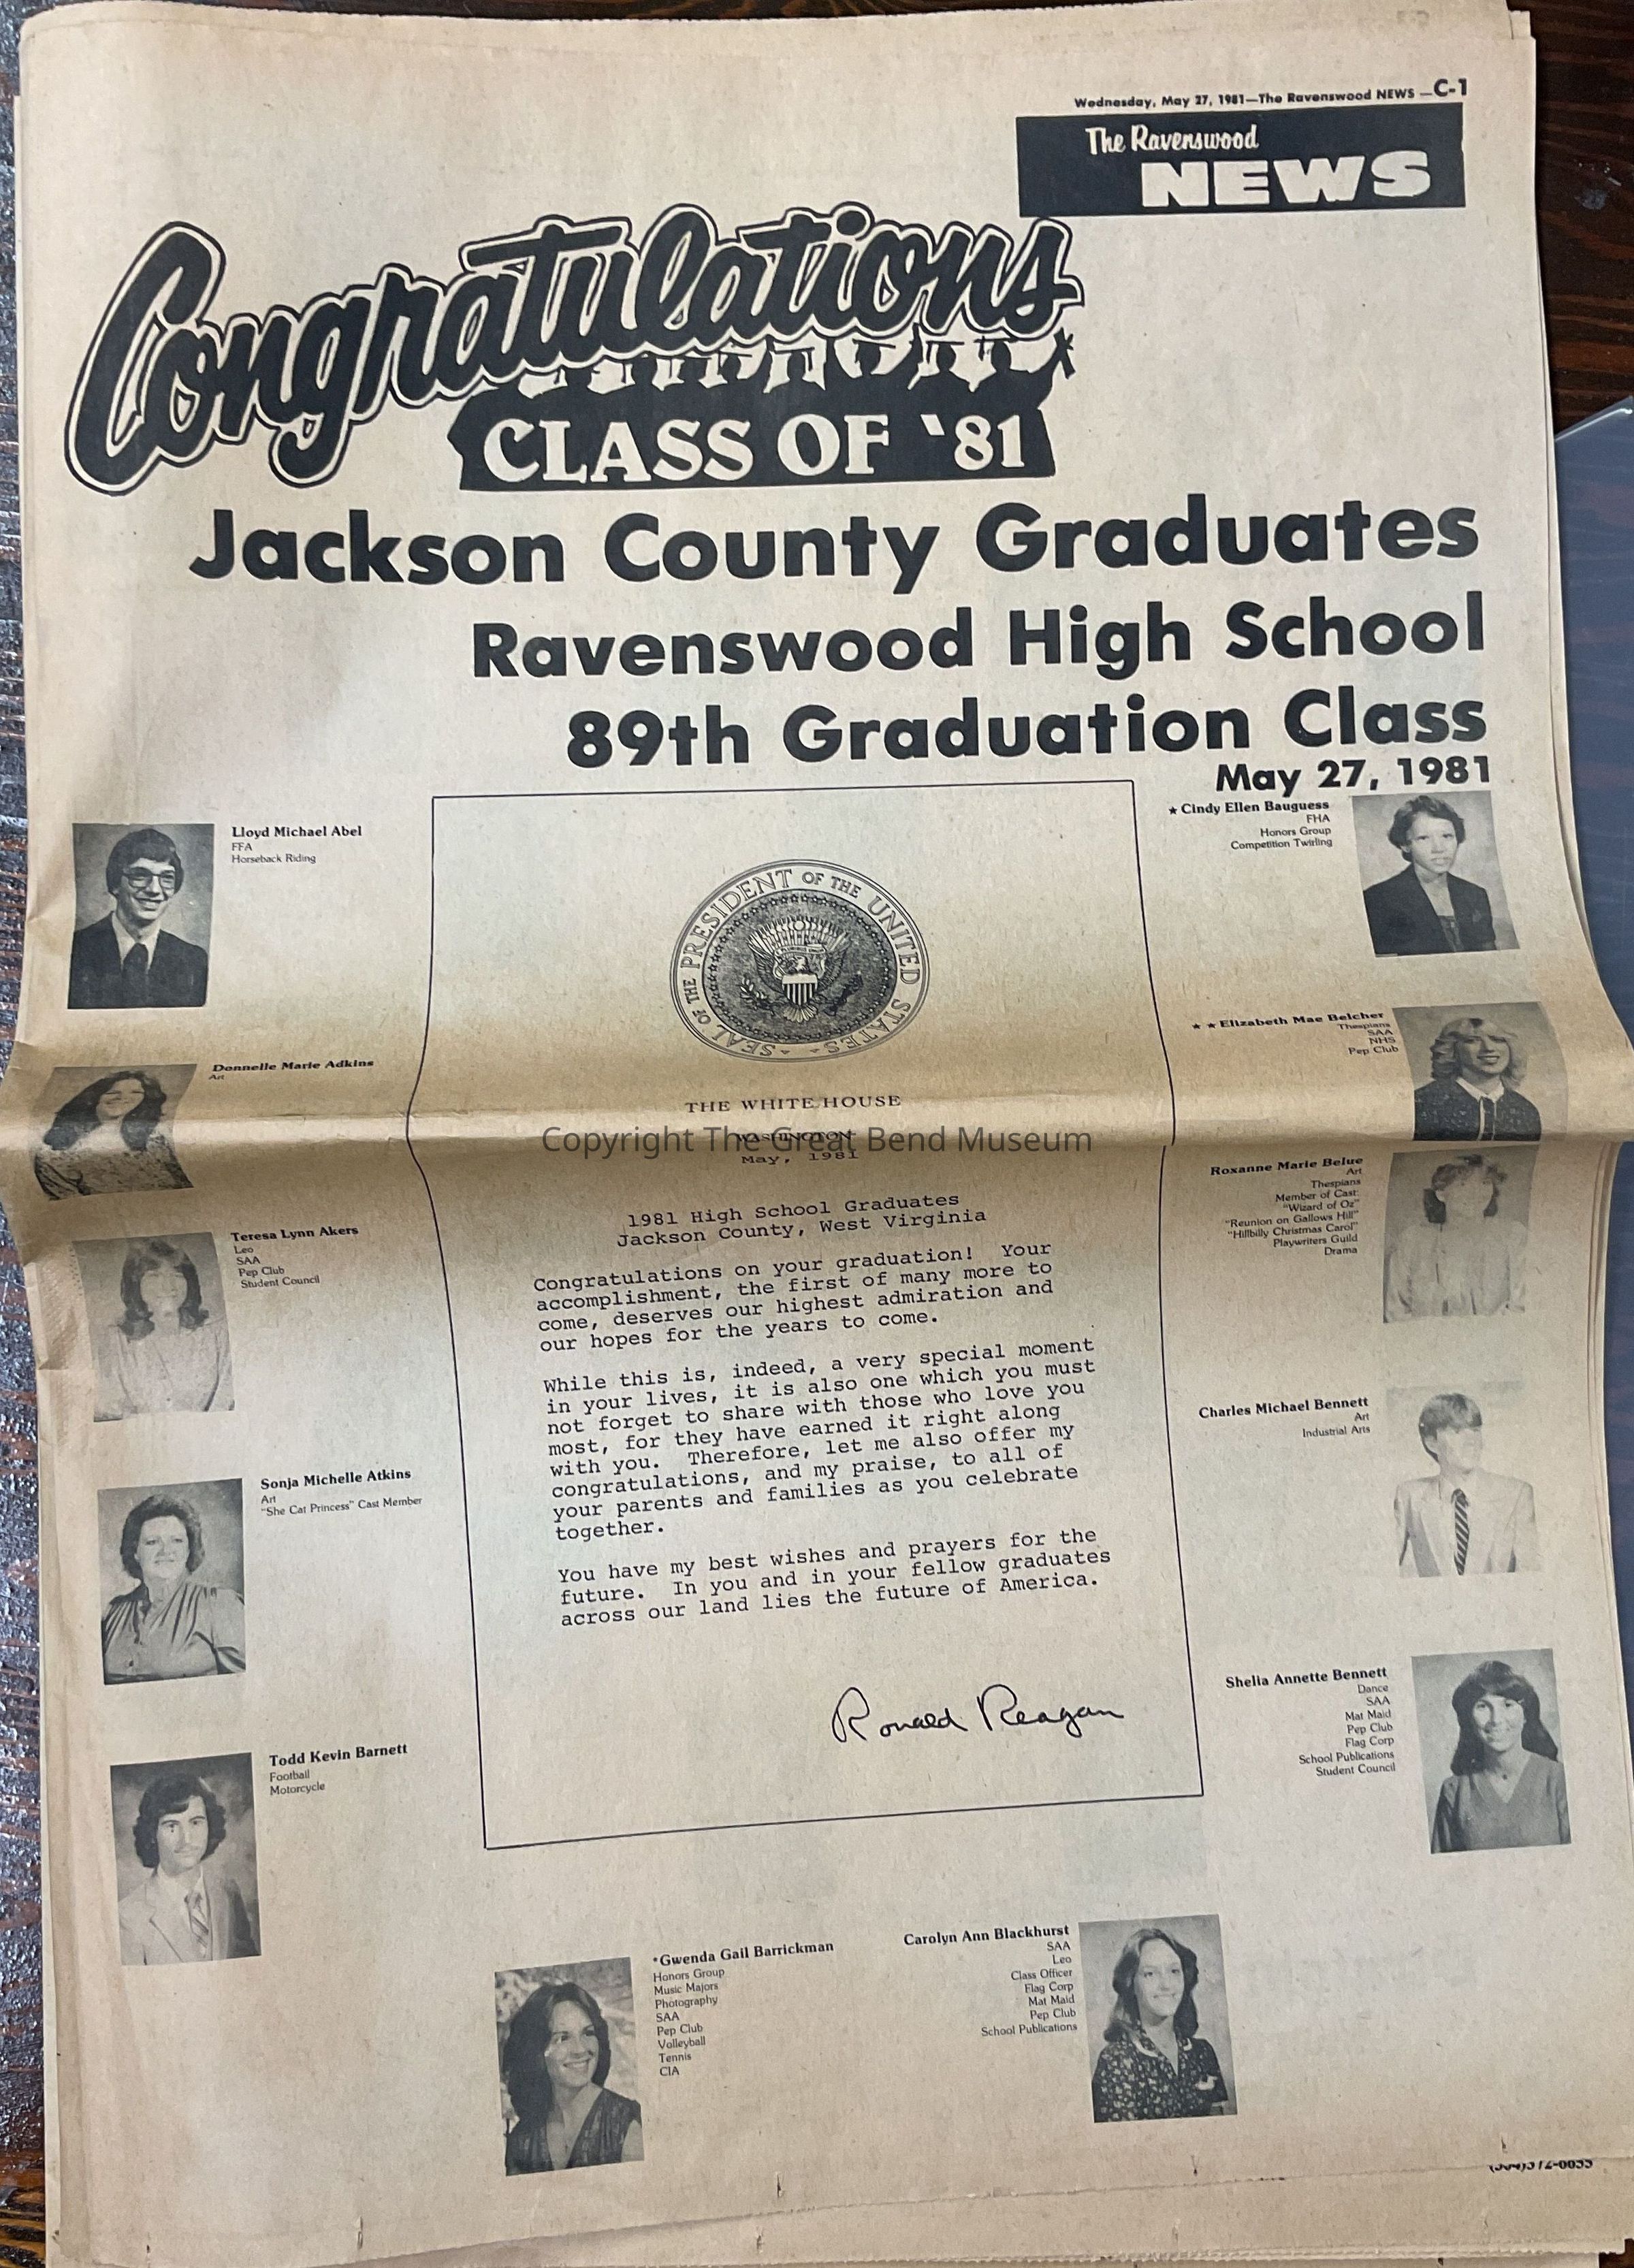 Wednesday, May 27, 1981—The Ravenswood NEWS —C-1
The Ravenswood
NEWS
Congratulations
CLASS OF '81
Jackson County Graduates
Ravenswood High School
89th Graduation Class
May 27, 1981
Lloyd Michael Abel
FFA
Horseback Riding
Donnelle Marie Adkins
Art
Teresa Lynn Akers
Leo
SAA
Pep Club
Student Council
Sonja Michelle Atkins
Art
"She Cat Princess" Cast Member
Todd Kevin Barnett
Football
Motorcycle
SEAL OF THE PRESIDENT OF THE UNITED STATES
THE WHITE HOUSE
WASHINGTON
May, 1981
Copyright The Great Bend Museum
1981 High School Graduates
Jackson County, West Virginia
Congratulations on your graduation! Your
accomplishment, the first of many more to
come, deserves our highest admiration and
our hopes for the years to come.
While this is, indeed, a very special moment
in your lives, it is also one which you must
not forget to share with those who love you
most, for they have earned it right along
with you. Therefore, let me also offer my
congratulations, and my praise, to all of
your parents and families as you celebrate
together.
You have my best wishes and prayers for the
future. In you and in your fellow graduates
across our land lies the future of America.
Ronald Reagan
★ Cindy Ellen Bauguess
FHA
Honors Group
Competition Twirling
★ ★ Elizabeth Mae Belcher
Thespians
SAA
NHS
Pep Club
Roxanne Marie Belue
Art
Thespians
Member of Cast:
"Wizard of Oz"
"Reunion on Gallows Hill"
"Hillbilly Christmas Carol"
Playwriters Guild
Drama
Charles Michael Bennett
Art
Industrial Arts
Shelia Annette Bennett
Dance
SAA
Mat Maid
Pep Club
Flag Corp
School Publications
Student Council
*Gwenda Gail Barrickman
Honors Group
Music Majors
Photography
SAA
Pep Club
Volleyball
Tennis
CIA
Carolyn Ann Blackhurst
SAA
Leo
Class Officer
Flag Corp
Mat Maid
Pep Club
School Publications